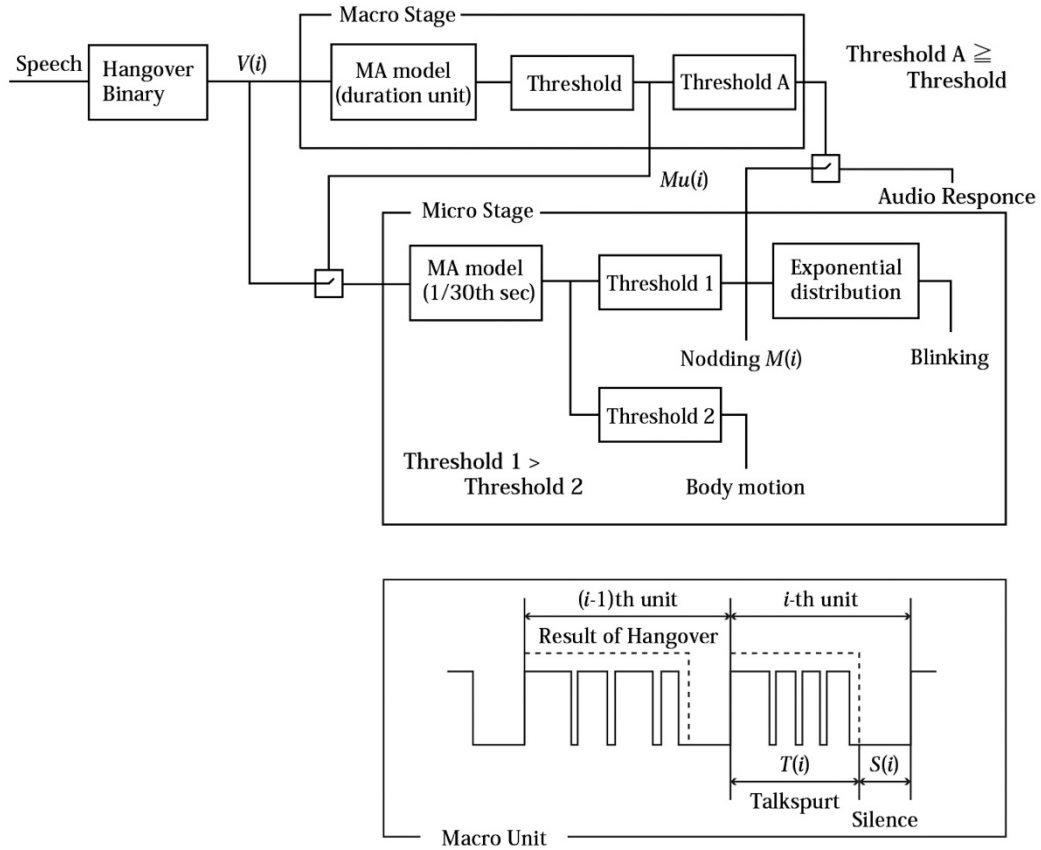 Macro Stage
Speech
Hangover
Binary
V(i)
MA model
(duration unit)
Threshold
Threshold A
Threshold A ≧
Threshold
Mu(i)
Audio Responce
Micro Stage
MA model
(1/30th sec)
Threshold 1
Exponential
distribution
Nodding M(i)
Blinking
Threshold 2
Threshold 1 >
Threshold 2
Body motion
(i-1)th unit
i-th unit
Result of Hangover
T(i)
S(i)
Talkspurt
Silence
Macro Unit